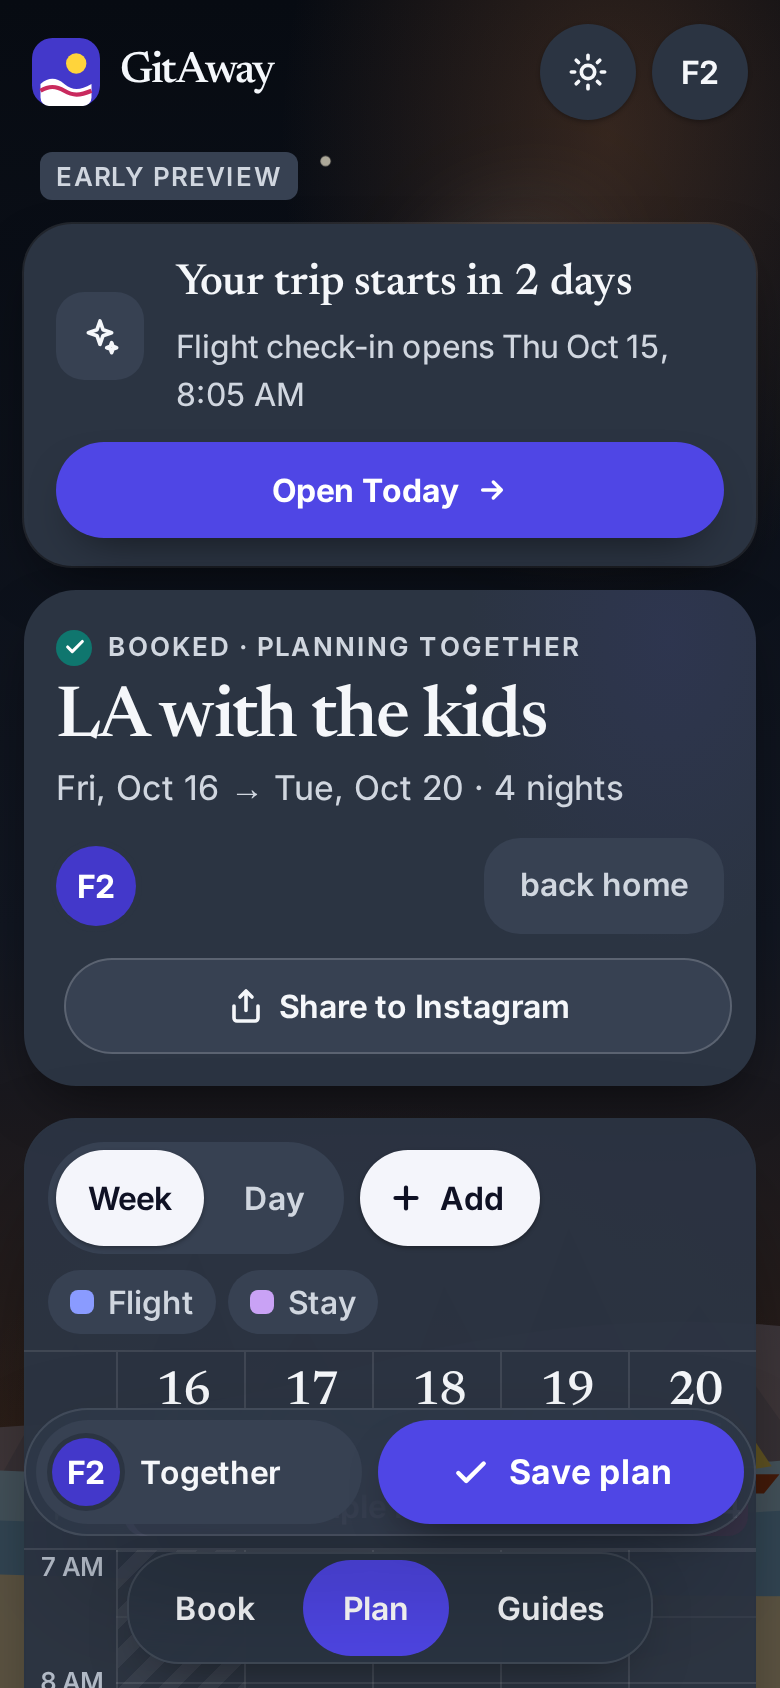 GitAway
F2
EARLY PREVIEW
Your trip starts in 2 days
Flight check-in opens Thu Oct 15,
8:05 AM
Open Today →
BOOKED · PLANNING TOGETHER
LA with the kids
Fri, Oct 16 → Tue, Oct 20 · 4 nights
F2
back home
Share to Instagram
Week
Day
+ Add
Flight
Stay
16 17 18 19 20
F2 Together
Save plan
7 AM
Book
Plan
Guides
8 AM